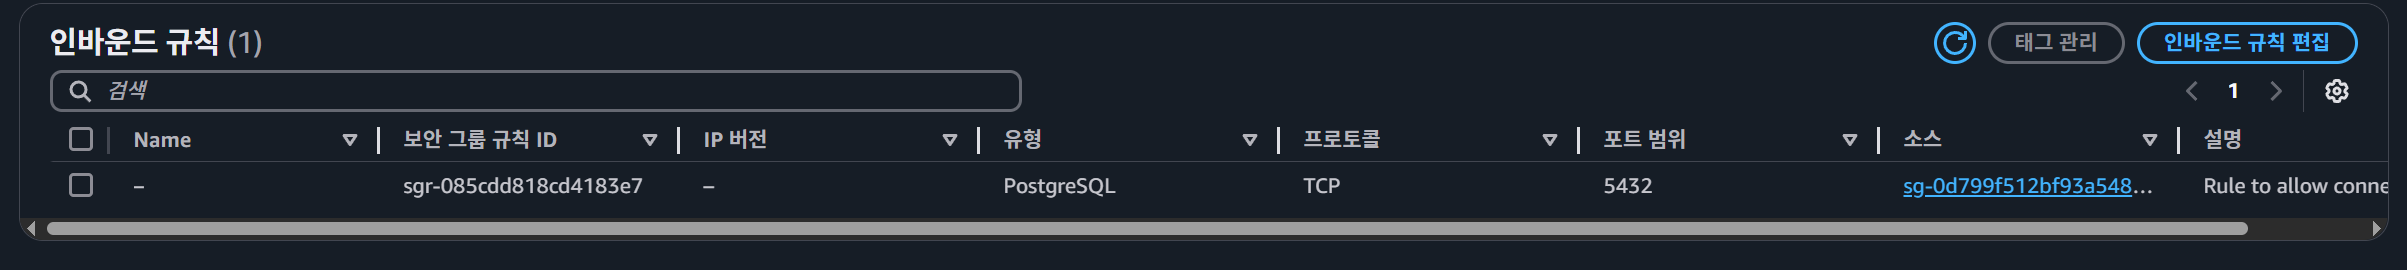 인바운드 규칙 (1)
태그 관리
인바운드 규칙 편집
검색
1
Name
보안 그룹 규칙 ID
IP 버전
유형
프로토콜
포트 범위
소스
설명
–
sgr-085cdd818cd4183e7
–
PostgreSQL
TCP
5432
sg-0d799f512bf93a548...
Rule to allow conne